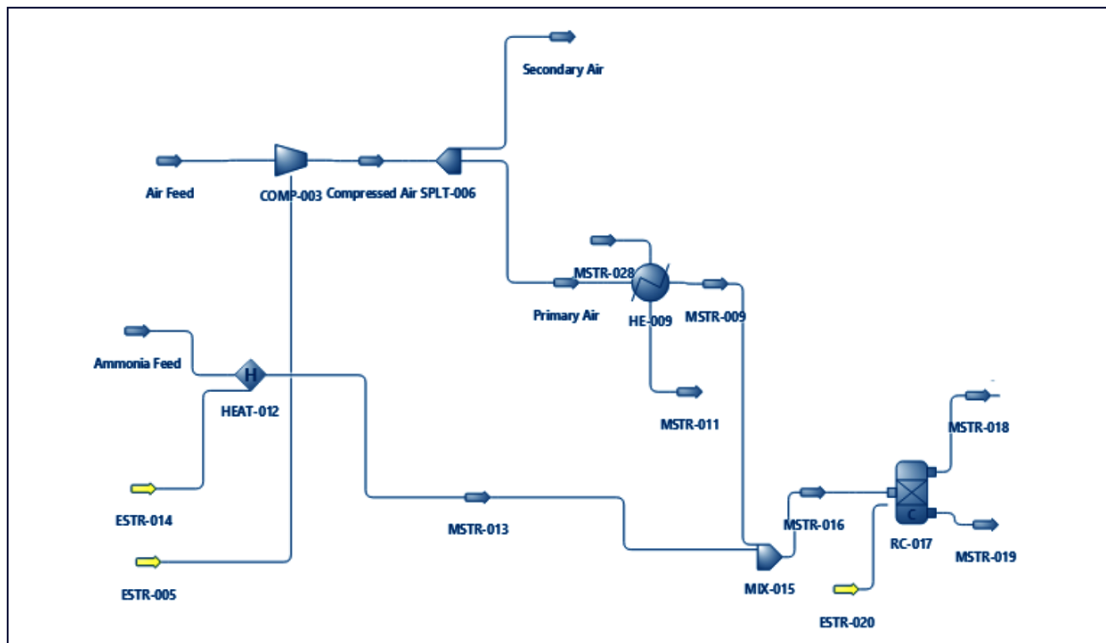 Secondary Air
Air Feed
COMP-003
Compressed Air
SPLT-006
MSTR-028
Primary Air
HE-009
MSTR-009
Ammonia Feed
H
HEAT-012
MSTR-011
MSTR-018
ESTR-014
MSTR-013
MSTR-016
C
RC-017
MSTR-019
ESTR-005
MIX-015
ESTR-020